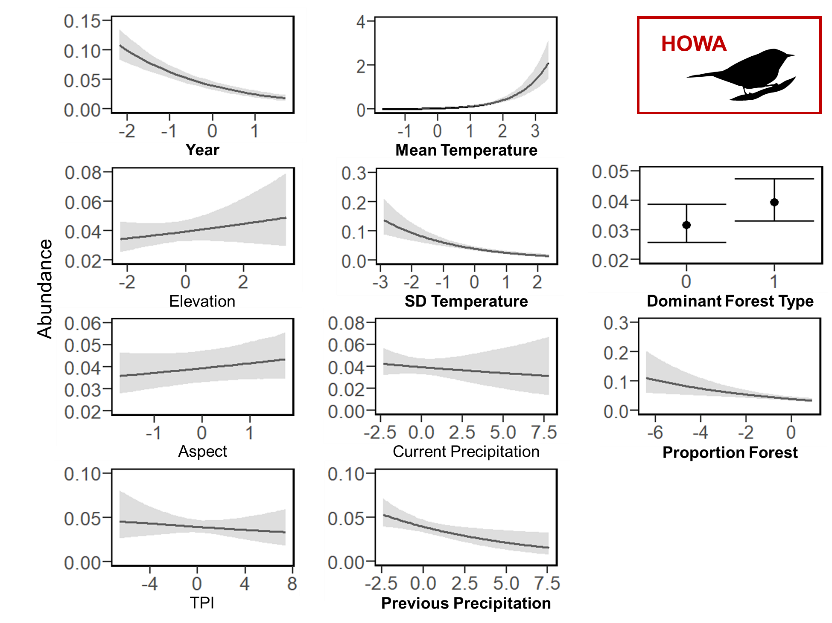 Abundance
0.15
0.10
0.05
0.00
-2 -1 0 1
Year
4
2
0
-1 0 1 2 3
Mean Temperature
HOWA
0.08
0.06
0.04
0.02
-2 0 2
Elevation
0.3
0.2
0.1
0.0
-3 -2 -1 0 1 2
SD Temperature
0.05
0.04
0.03
0.02
0 1
Dominant Forest Type
0.06
0.05
0.04
0.03
0.02
-1 0 1
Aspect
0.08
0.06
0.04
0.02
0.00
-2.5 0.0 2.5 5.0 7.5
Current Precipitation
0.3
0.2
0.1
0.0
-6 -4 -2 0
Proportion Forest
0.10
0.05
0.00
-4 0 4 8
TPI
0.10
0.05
0.00
-2.5 0.0 2.5 5.0 7.5
Previous Precipitation